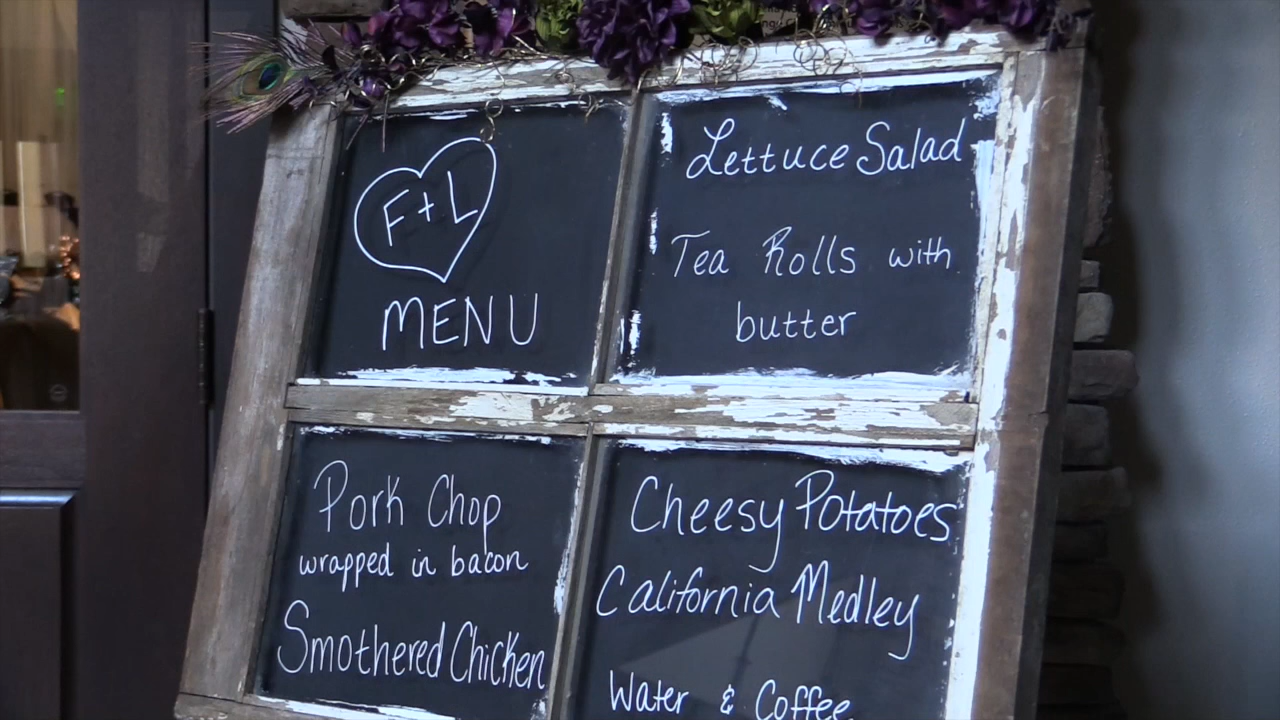 F+L
MENU
Lettuce Salad
Tea Rolls with
butter
Pork Chop
wrapped in bacon
Smothered Chicken
Cheesy Potatoes
California Medley
Water & Coffee